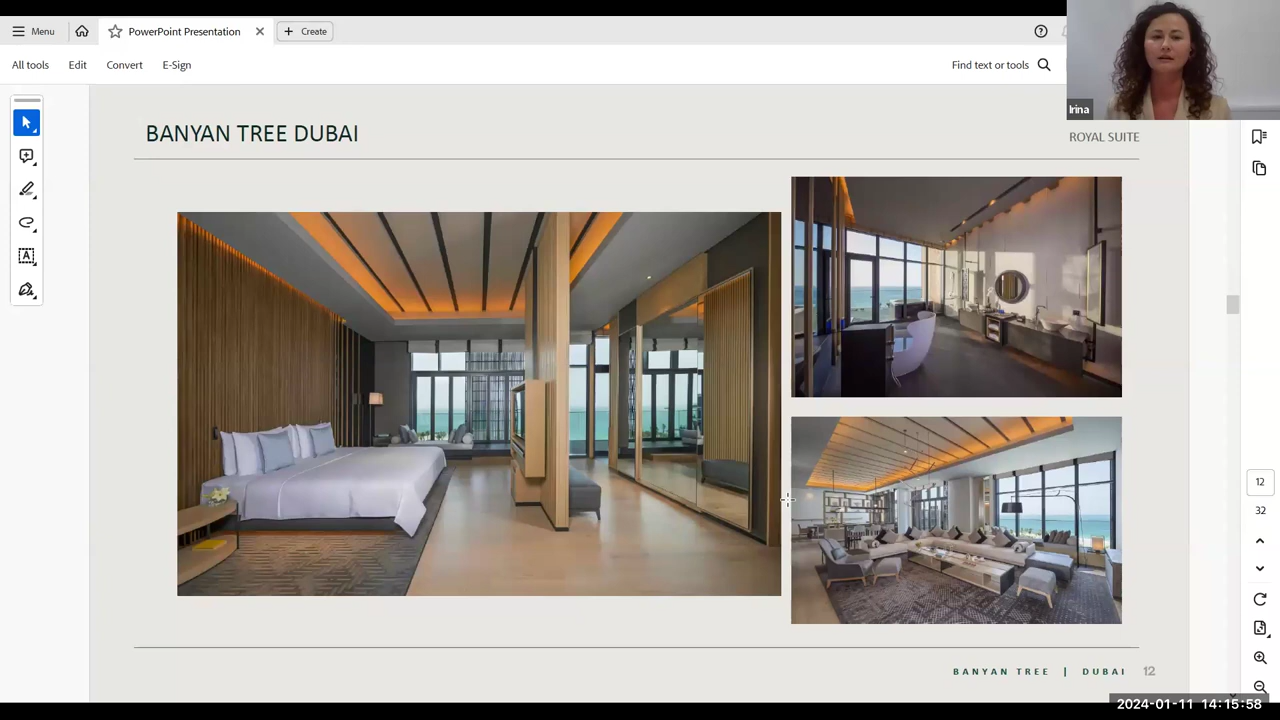 Menu
PowerPoint Presentation
Create
All tools
Edit
Convert
E-Sign
Find text or tools
Irina
BANYAN TREE DUBAI
ROYAL SUITE
12
32
BANYAN TREE | DUBAI 12
2024-01-11 14:15:58